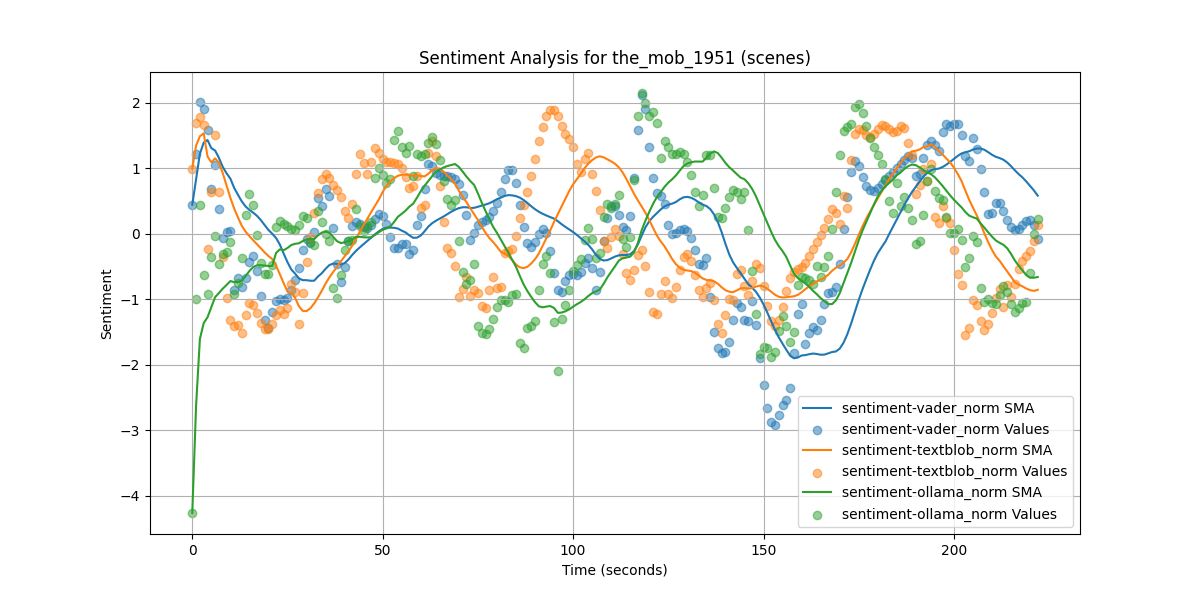 Sentiment Analysis for the_mob_1951 (scenes)
Sentiment
2
1
0
−1
−2
−3
−4
sentiment-vader_norm SMA
sentiment-vader_norm Values
sentiment-textblob_norm SMA
sentiment-textblob_norm Values
sentiment-ollama_norm SMA
sentiment-ollama_norm Values
0 50 100 150 200
Time (seconds)